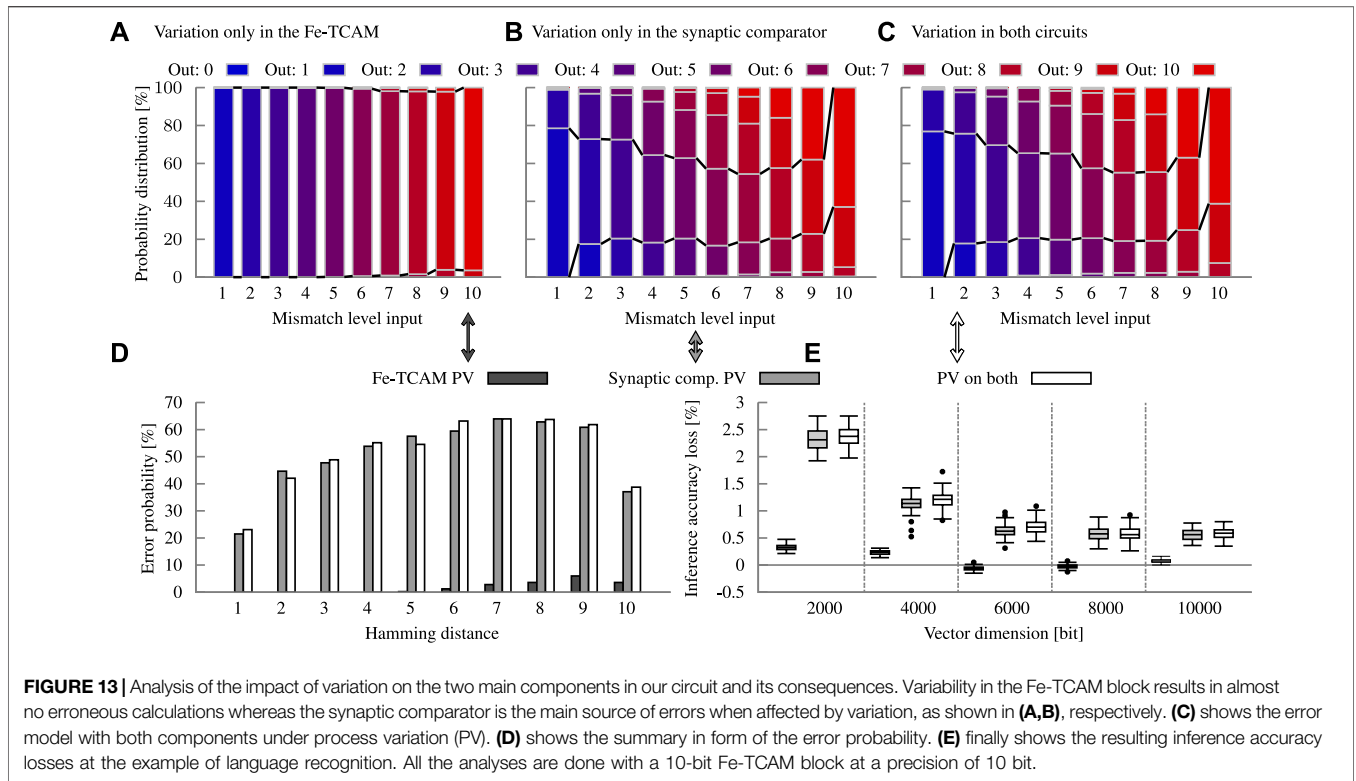 A Variation only in the Fe-TCAM
B Variation only in the synaptic comparator
C Variation in both circuits
Out: 0 Out: 1 Out: 2 Out: 3 Out: 4 Out: 5 Out: 6 Out: 7 Out: 8 Out: 9 Out: 10
Probability distribution [%]
100
80
60
40
20
0
1 2 3 4 5 6 7 8 9 10
1 2 3 4 5 6 7 8 9 10
1 2 3 4 5 6 7 8 9 10
Mismatch level input
Mismatch level input
Mismatch level input
D
E
Fe-TCAM PV
Synaptic comp. PV
PV on both
Error probability [%]
70
60
50
40
30
20
10
0
1 2 3 4 5 6 7 8 9 10
Hamming distance
Inference accuracy loss [%]
3
2.5
2
1.5
1
0.5
0
-0.5
2000 4000 6000 8000 10000
Vector dimension [bit]
FIGURE 13 | Analysis of the impact of variation on the two main components in our circuit and its consequences. Variability in the Fe-TCAM block results in almost
no erroneous calculations whereas the synaptic comparator is the main source of errors when affected by variation, as shown in (A,B), respectively. (C) shows the error
model with both components under process variation (PV). (D) shows the summary in form of the error probability. (E) finally shows the resulting inference accuracy
losses at the example of language recognition. All the analyses are done with a 10-bit Fe-TCAM block at a precision of 10 bit.